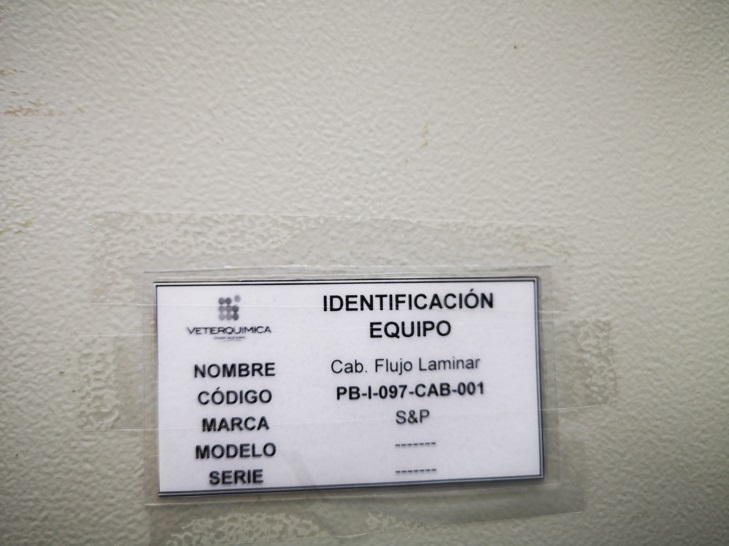 VETERQUIMICA
IDENTIFICACIÓN
EQUIPO
NOMBRE Cab. Flujo Laminar
CÓDIGO PB-I-097-CAB-001
MARCA S&P
MODELO -------
SERIE -------